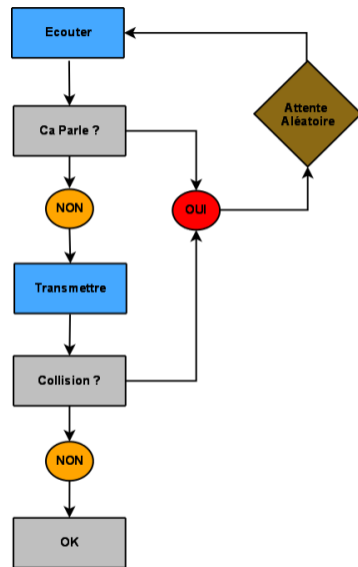 Ecouter
Ca Parle ?
Attente
Aléatoire
NON
OUI
Transmettre
Collision ?
NON
OK